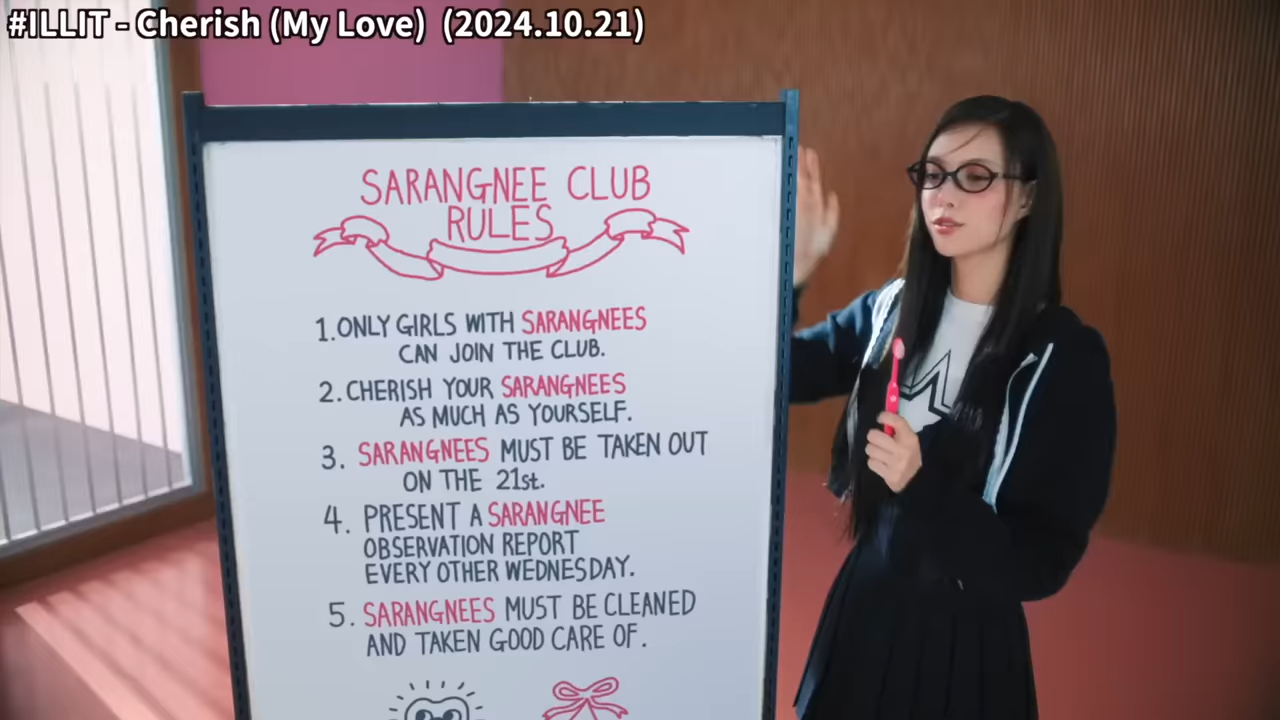 #ILLIT - Cherish (My Love) (2024.10.21)
SARANGNEE CLUB
RULES
1. ONLY GIRLS WITH SARANGNEES
CAN JOIN THE CLUB.
2. CHERISH YOUR SARANGNEES
AS MUCH AS YOURSELF.
3. SARANGNEES MUST BE TAKEN OUT
ON THE 21st.
4. PRESENT A SARANGNEE
OBSERVATION REPORT
EVERY OTHER WEDNESDAY.
5. SARANGNEES MUST BE CLEANED
AND TAKEN GOOD CARE OF.